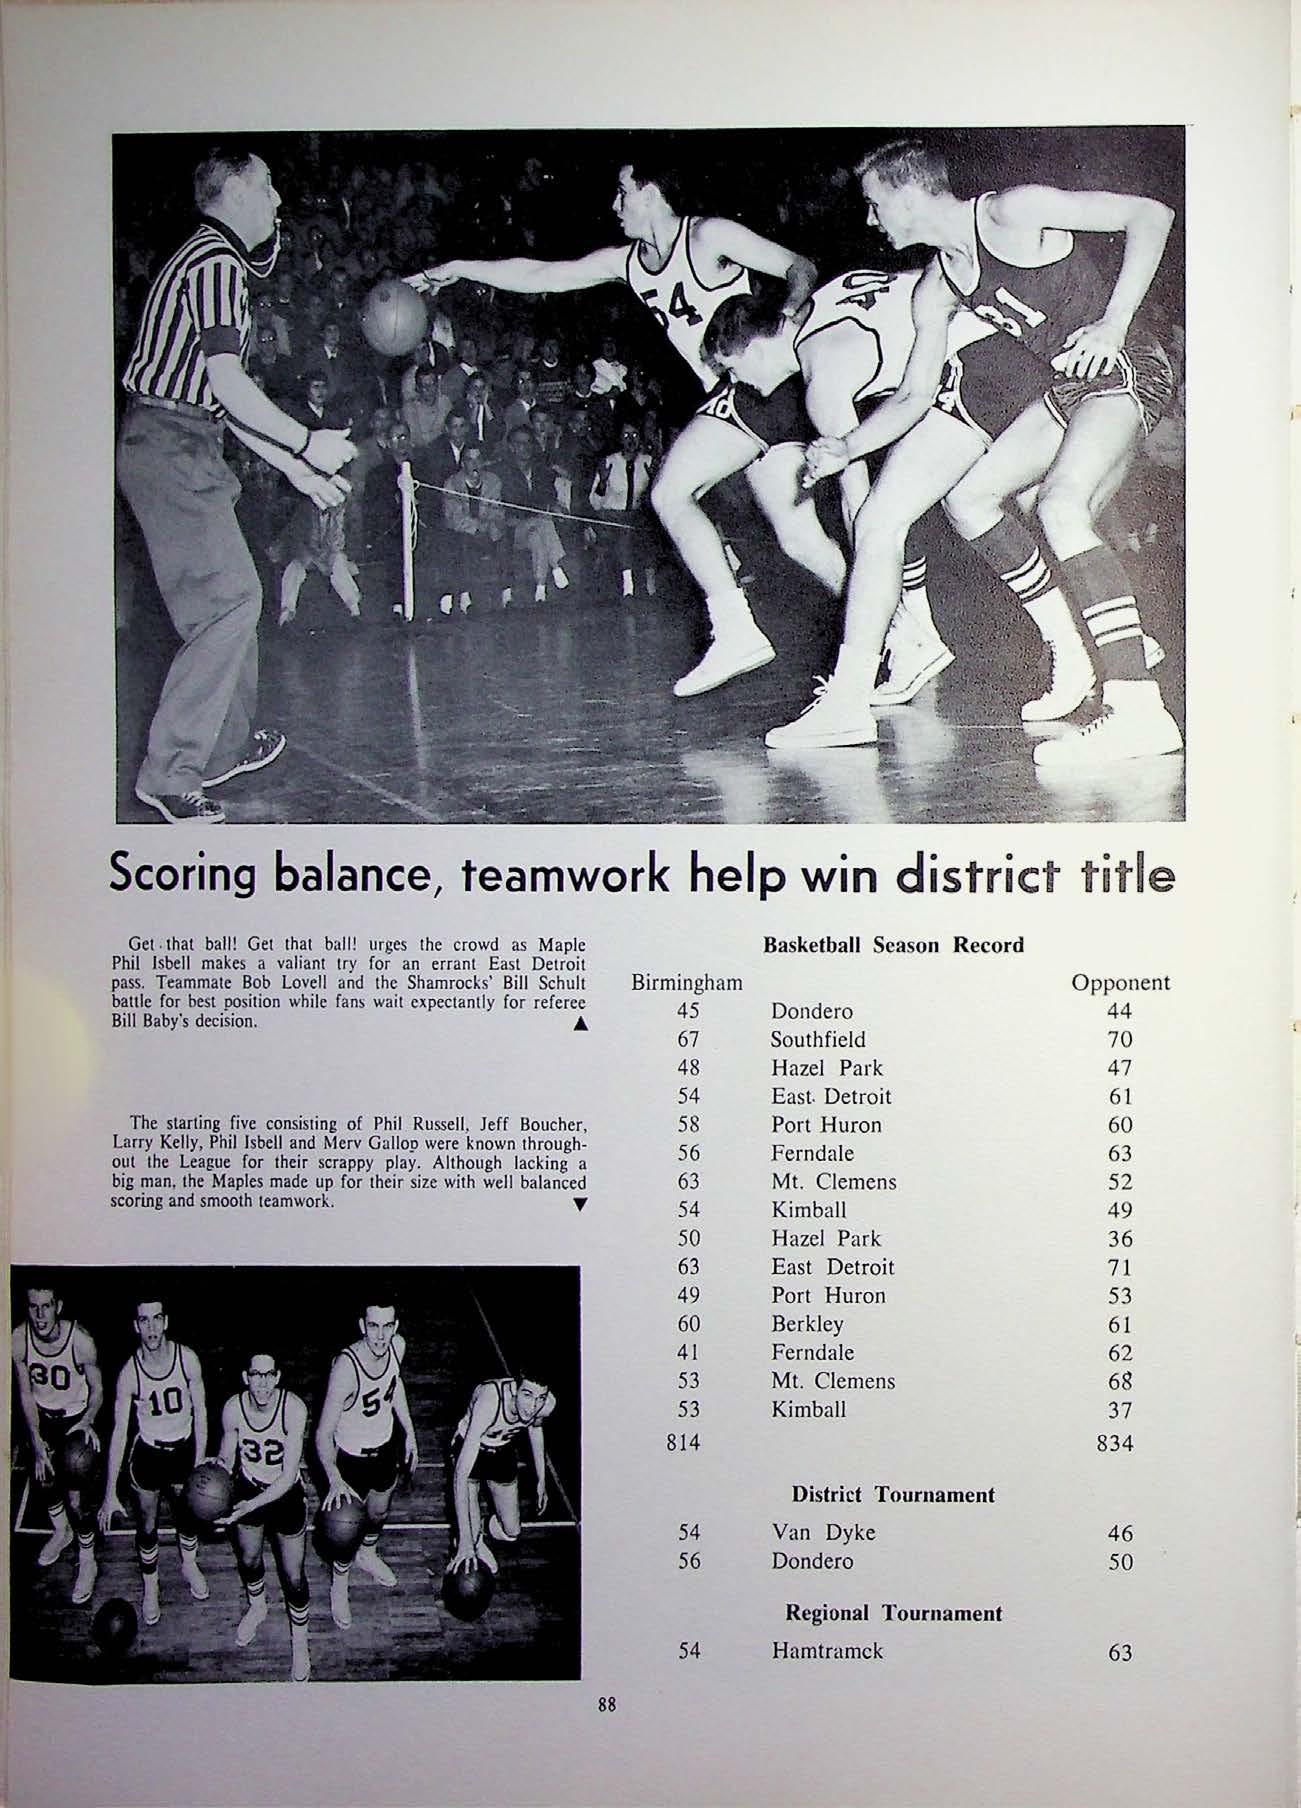 54
40
31
Scoring balance, teamwork help win district title
Get that ball! Get that ball! urges the crowd as Maple
Phil Isbell makes a valiant try for an errant East Detroit
pass. Teammate Bob Lovell and the Shamrocks' Bill Schult
battle for best position while fans wait expectantly for referee
Bill Baby's decision. ▲
The starting five consisting of Phil Russell, Jeff Boucher,
Larry Kelly, Phil Isbell and Merv Gallop were known through-
out the League for their scrappy play. Although lacking a
big man, the Maples made up for their size with well balanced
scoring and smooth teamwork. ▼
30
10
32
54
Basketball Season Record
Birmingham Opponent
45 Dondero 44
67 Southfield 70
48 Hazel Park 47
54 East Detroit 61
58 Port Huron 60
56 Ferndale 63
63 Mt. Clemens 52
54 Kimball 49
50 Hazel Park 36
63 East Detroit 71
49 Port Huron 53
60 Berkley 61
41 Ferndale 62
53 Mt. Clemens 68
53 Kimball 37
814 834
District Tournament
54 Van Dyke 46
56 Dondero 50
Regional Tournament
54 Hamtramck 63
88